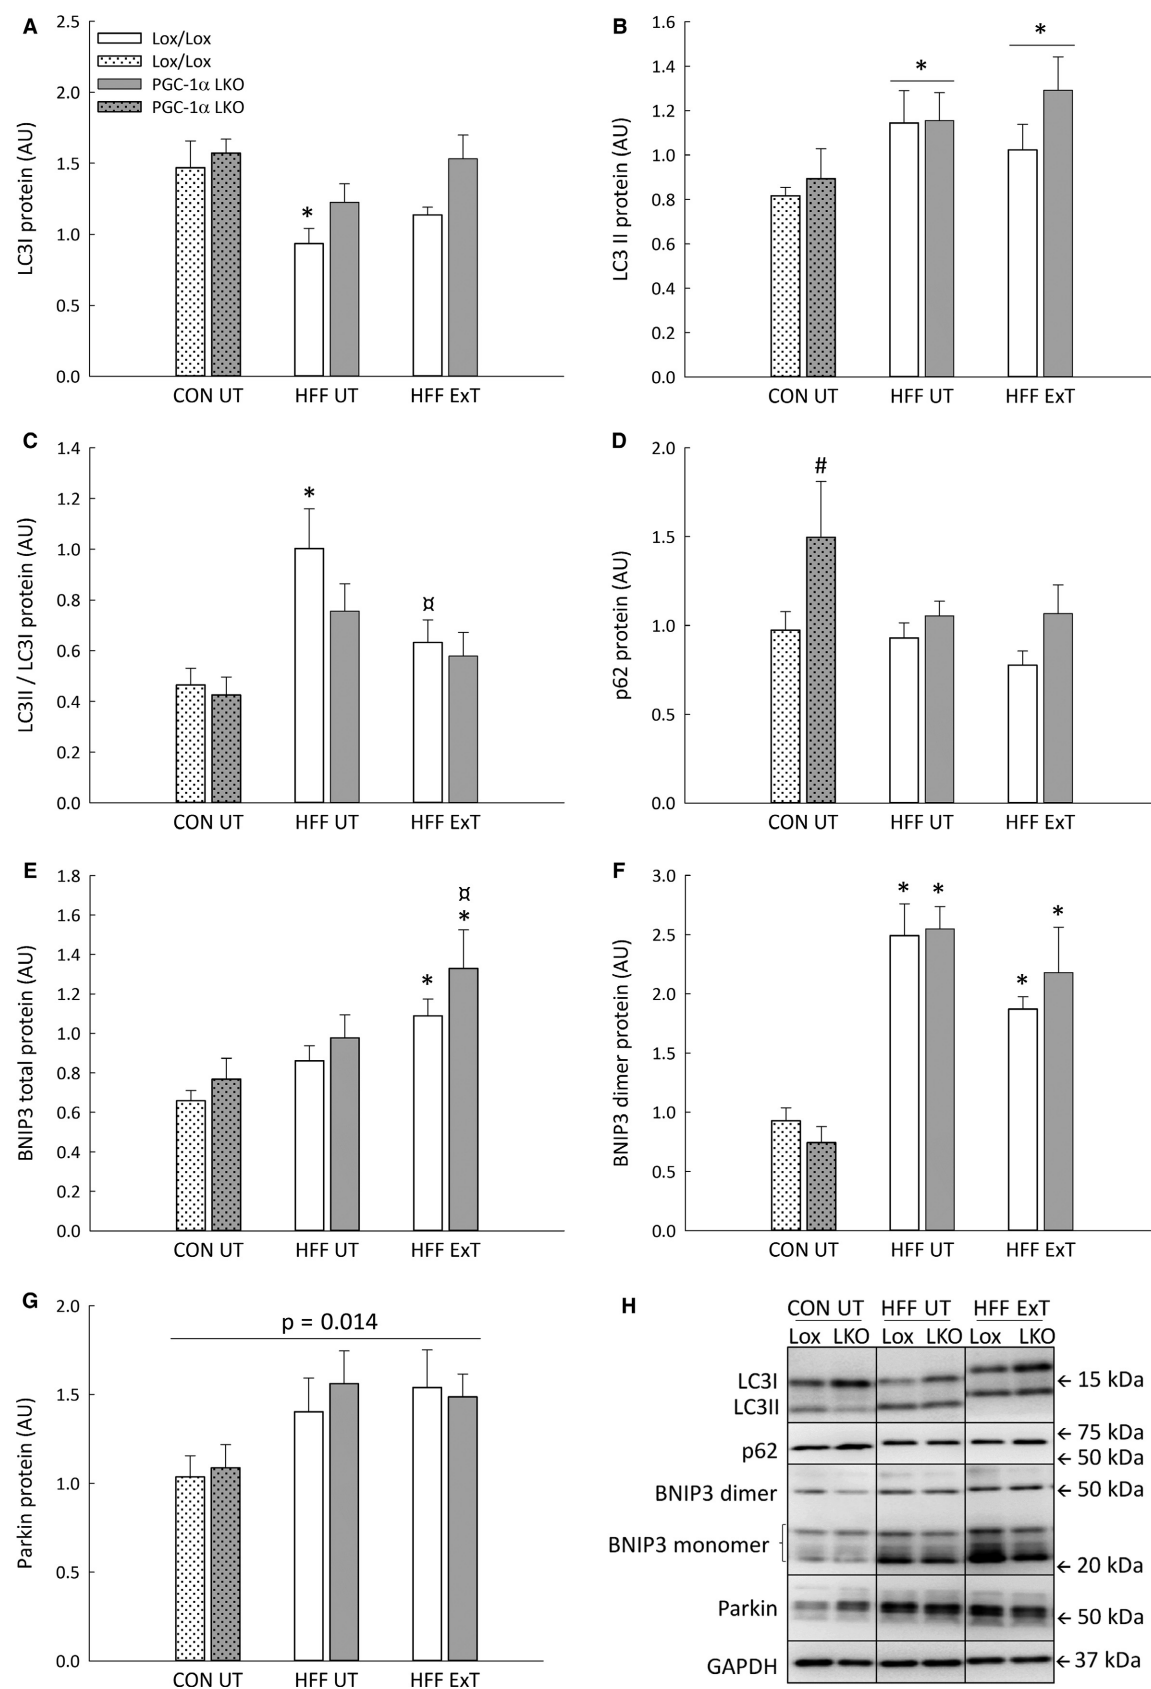 A
LC3I protein (AU)
2.5
2.0
1.5
1.0
0.5
0.0
Lox/Lox
Lox/Lox
PGC-1α LKO
PGC-1α LKO
*
CON UT HFF UT HFF ExT
B
LC3 II protein (AU)
1.6
1.4
1.2
1.0
0.8
0.6
0.4
0.2
0.0
* *
CON UT HFF UT HFF ExT
C
LC3II / LC3I protein (AU)
1.4
1.2
1.0
0.8
0.6
0.4
0.2
0.0
* ¤
CON UT HFF UT HFF ExT
D
p62 protein (AU)
2.0
1.5
1.0
0.5
0.0
#
CON UT HFF UT HFF ExT
E
BNIP3 total protein (AU)
1.8
1.6
1.4
1.2
1.0
0.8
0.6
0.4
0.2
0.0
¤
* *
CON UT HFF UT HFF ExT
F
BNIP3 dimer protein (AU)
3.0
2.5
2.0
1.5
1.0
0.5
0.0
* * * *
CON UT HFF UT HFF ExT
G
Parkin protein (AU)
2.0
1.5
1.0
0.5
0.0
p = 0.014
CON UT HFF UT HFF ExT
H
CON UT HFF UT HFF ExT
Lox LKO Lox LKO Lox LKO
LC3I ← 15 kDa
LC3II
← 75 kDa
p62
← 50 kDa
BNIP3 dimer ← 50 kDa
BNIP3 monomer
← 20 kDa
Parkin
← 50 kDa
GAPDH ← 37 kDa